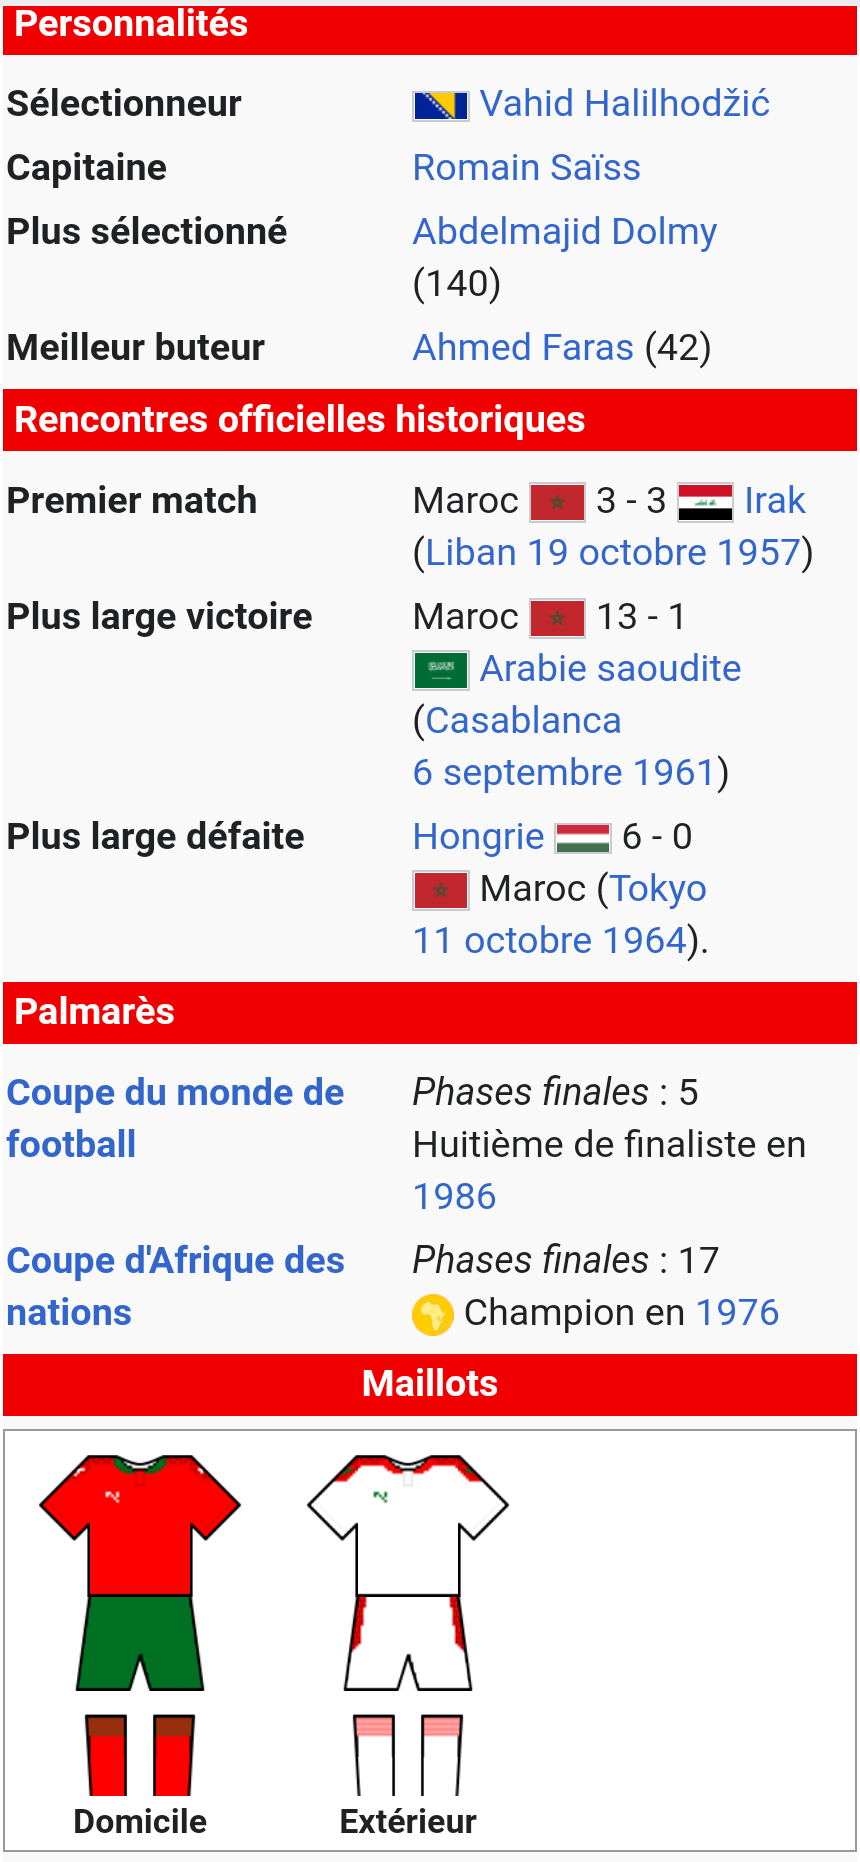 Personnalités
Sélectionneur Vahid Halilhodžić
Capitaine Romain Saïss
Plus sélectionné Abdelmajid Dolmy
(140)
Meilleur buteur Ahmed Faras (42)
Rencontres officielles historiques
Premier match Maroc 3 - 3 Irak
(Liban 19 octobre 1957)
Plus large victoire Maroc 13 - 1
Arabie saoudite
(Casablanca
6 septembre 1961)
Plus large défaite Hongrie 6 - 0
Maroc (Tokyo
11 octobre 1964).
Palmarès
Coupe du monde de Phases finales : 5
football Huitième de finaliste en
1986
Coupe d'Afrique des Phases finales : 17
nations Champion en 1976
Maillots
Domicile Extérieur